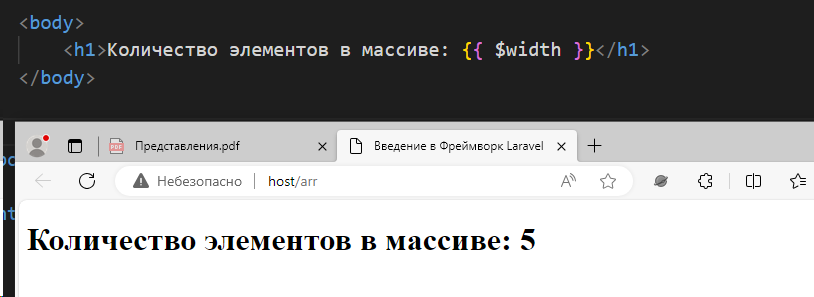 <body>
<h1>Количество элементов в массиве: {{ $width }}</h1>
</body>
Представления.pdf
Введение в Фреймворк Laravel
Небезопасно
host/arr
Количество элементов в массиве: 5